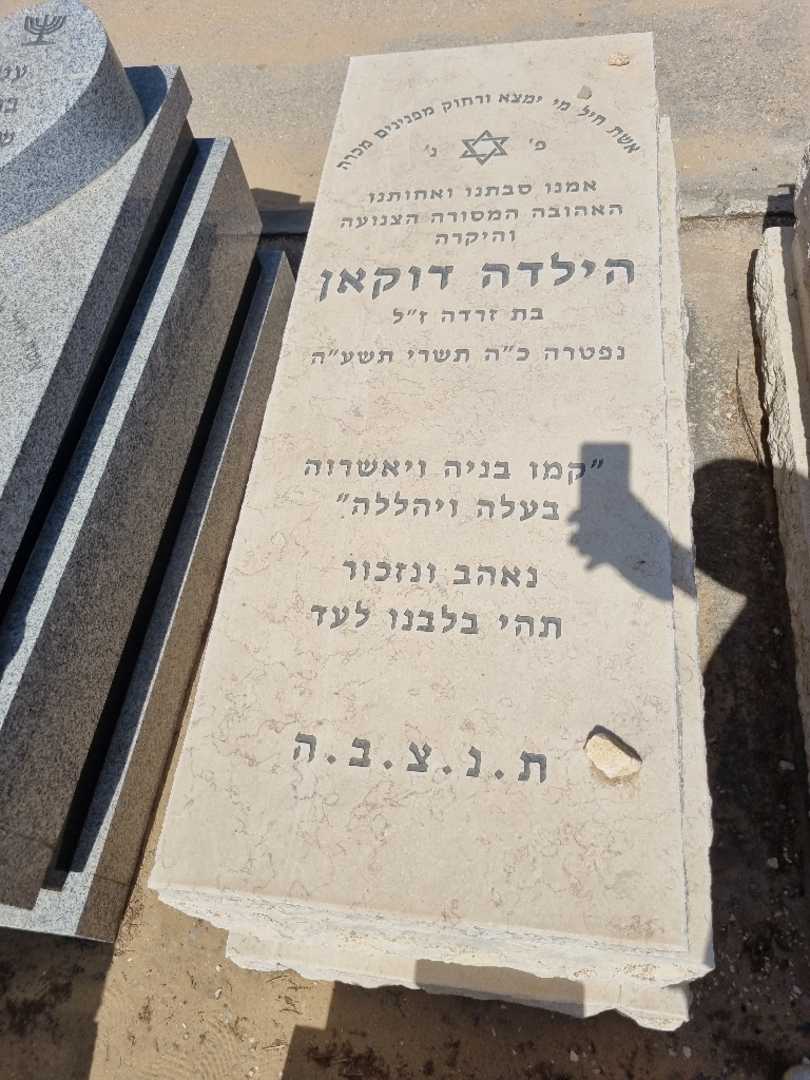 אשת חיל מי ימצא ורחוק מפנינים מכרה
פ׳ נ׳
אמנו סבתנו ואחותנו
האהובה המסורה הצנועה
והיקרה
הילדה דוקאן
בת זרדה ז״ל
נפטרה כ״ה תשרי תשע״ה
״קמו בניה ויאשרוה
בעלה ויהללה״
נאהב ונזכור
תהי בלבנו לעד
ת.נ.צ.ב.ה